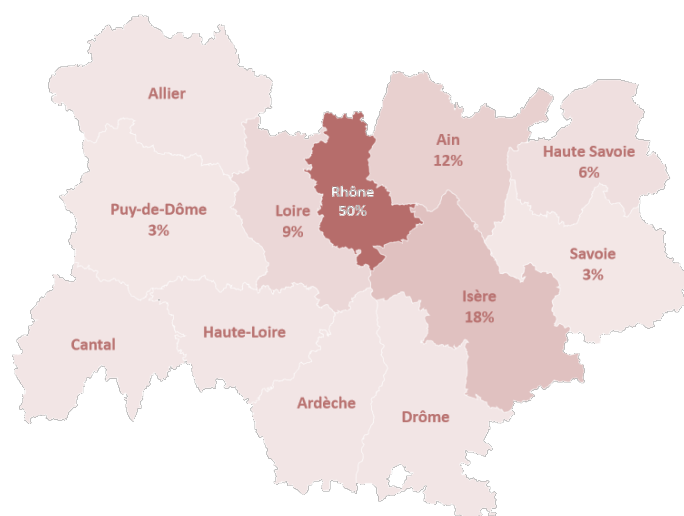 Allier
Ain
12%
Haute Savoie
6%
Rhône
50%
Puy-de-Dôme
3%
Loire
9%
Savoie
3%
Isère
18%
Haute-Loire
Cantal
Ardèche
Drôme